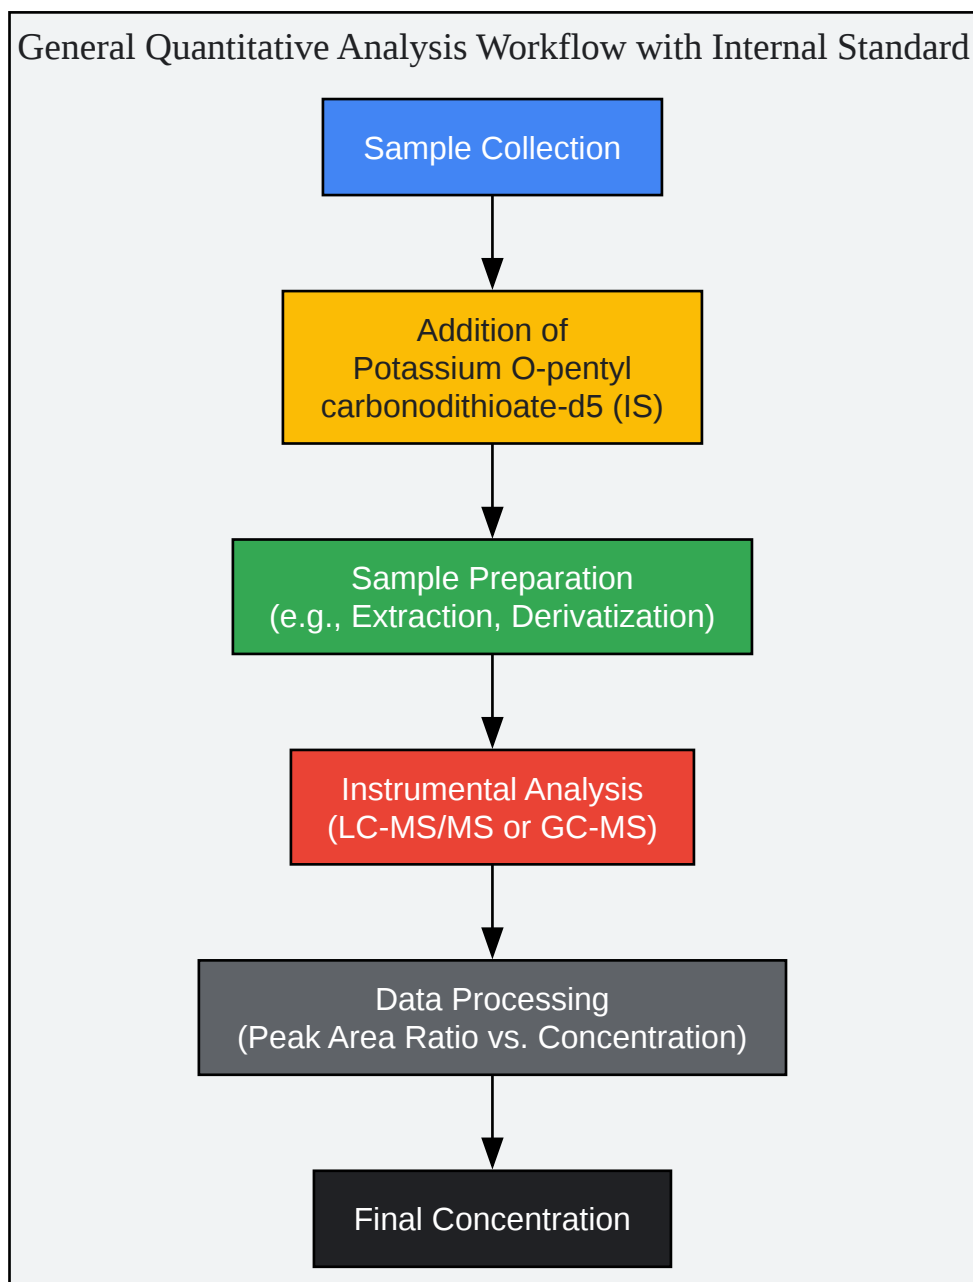 General Quantitative Analysis Workflow with Internal Standard
Sample Collection
Addition of
Potassium O-pentyl
carbonodithioate-d5 (IS)
Sample Preparation
(e.g., Extraction, Derivatization)
Instrumental Analysis
(LC-MS/MS or GC-MS)
Data Processing
(Peak Area Ratio vs. Concentration)
Final Concentration